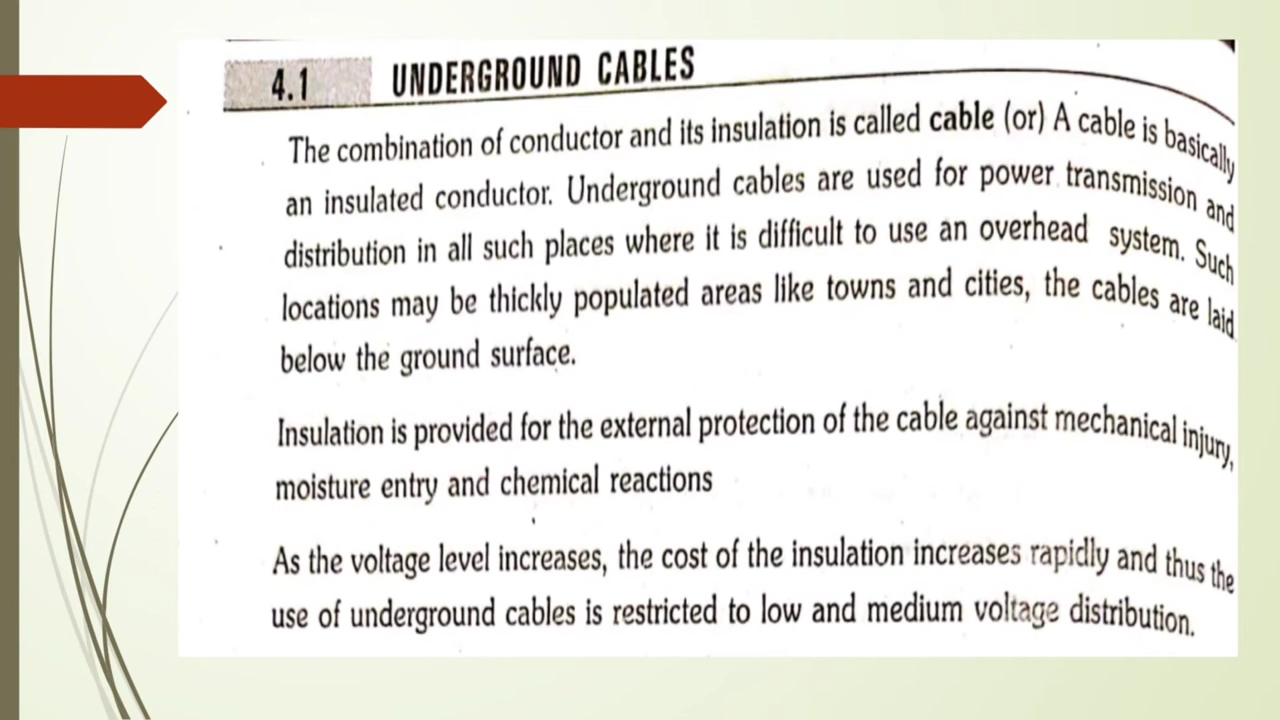 4.1 UNDERGROUND CABLES
The combination of conductor and its insulation is called cable (or) A cable is basically
an insulated conductor. Underground cables are used for power transmission and
distribution in all such places where it is difficult to use an overhead system. Such
locations may be thickly populated areas like towns and cities, the cables are laid
below the ground surface.
Insulation is provided for the external protection of the cable against mechanical injury,
moisture entry and chemical reactions
As the voltage level increases, the cost of the insulation increases rapidly and thus the
use of underground cables is restricted to low and medium voltage distribution.